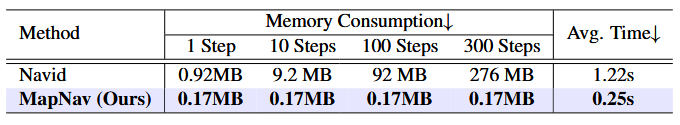 Method Memory Consumption↓ Avg. Time↓
1 Step 10 Steps 100 Steps 300 Steps
Navid 0.92MB 9.2 MB 92 MB 276 MB 1.22s
MapNav (Ours) 0.17MB 0.17MB 0.17MB 0.17MB 0.25s